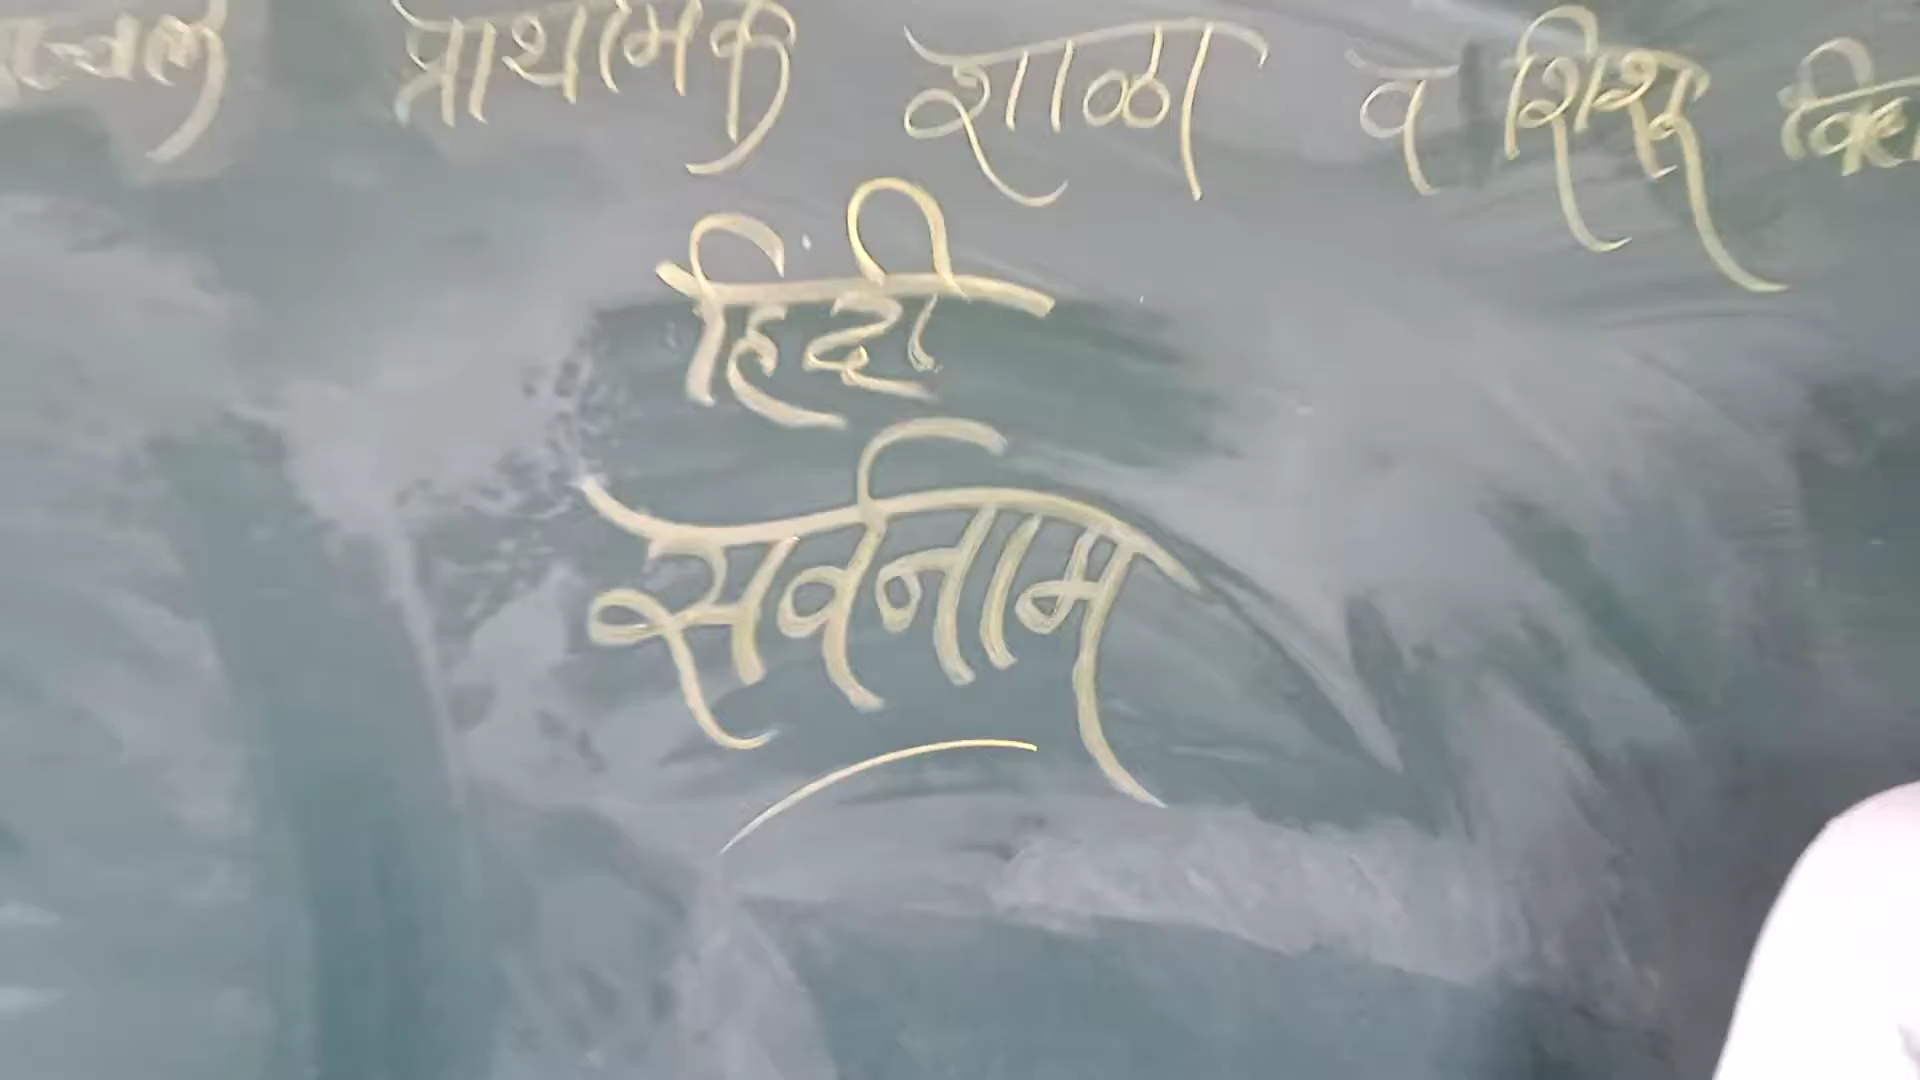 प्राथमिक शाळा व शिशू
हिंदी
सर्वनाम